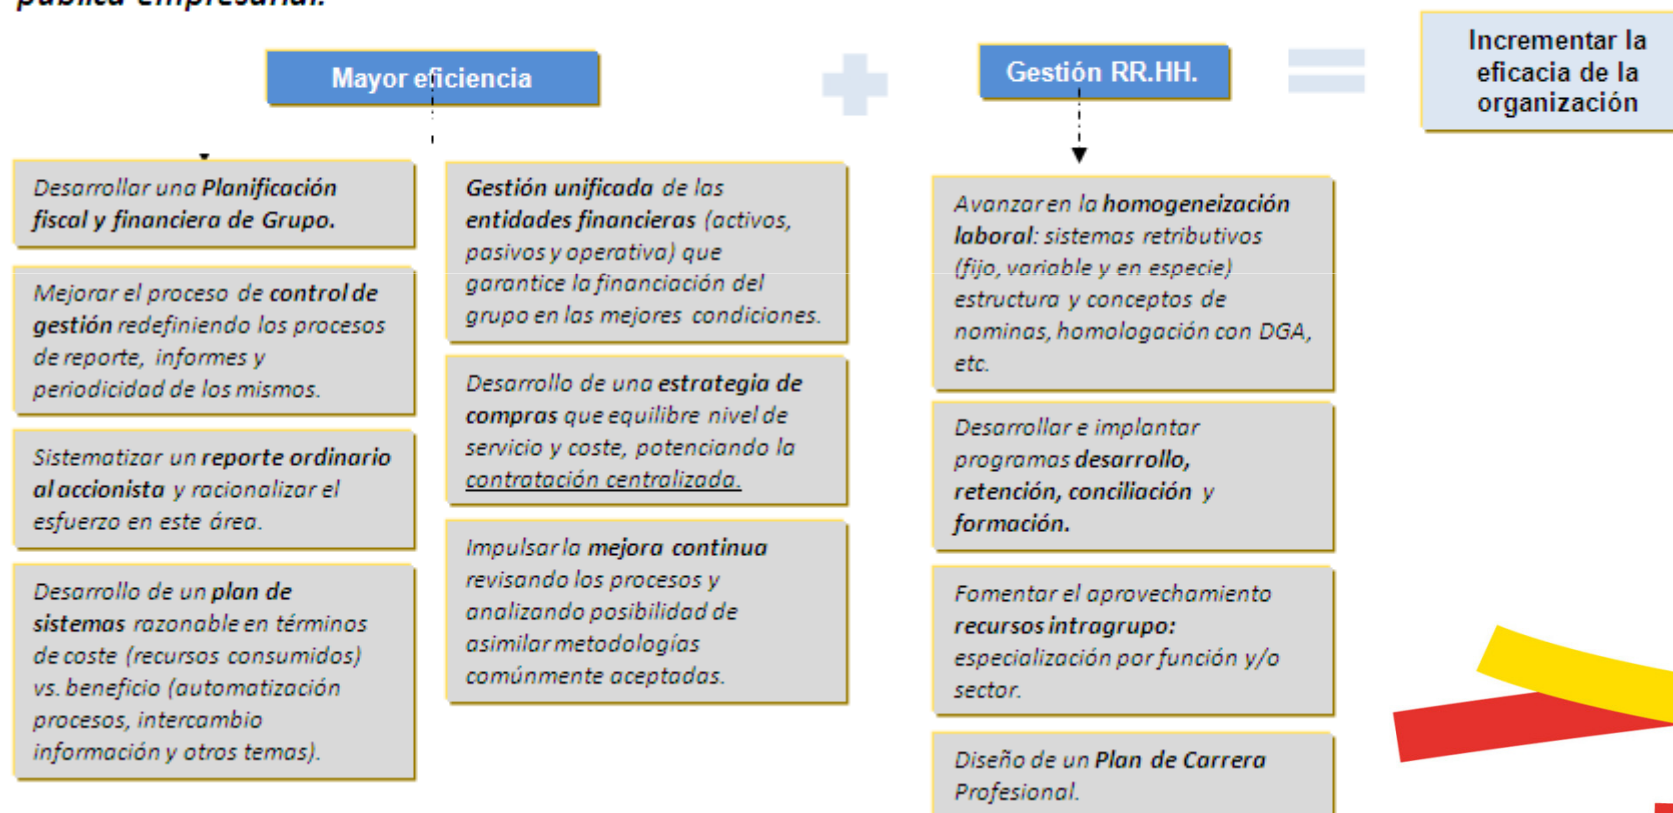 pública empresarial.
Mayor eficiencia
Gestión RR.HH.
Incrementar la
eficacia de la
organización
Desarrollar una Planificación
fiscal y financiera de Grupo.
Mejorar el proceso de control de
gestión redefiniendo los procesos
de reporte, informes y
periodicidad de los mismos.
Sistematizar un reporte ordinario
al accionista y racionalizar el
esfuerzo en este área.
Desarrollo de un plan de
sistemas razonable en términos
de coste (recursos consumidos)
vs. beneficio (automatización
procesos, intercambio
información y otros temas).
Gestión unificada de las
entidades financieras (activos,
pasivos y operativa) que
garantice la financiación del
grupo en las mejores condiciones.
Desarrollo de una estrategia de
compras que equilibre nivel de
servicio y coste, potenciando la
contratación centralizada.
Impulsar la mejora continua
revisando los procesos y
analizando posibilidad de
asimilar metodologías
comúnmente aceptadas.
Avanzar en la homogeneización
laboral: sistemas retributivos
(fijo, variable y en especie)
estructura y conceptos de
nominas, homologación con DGA,
etc.
Desarrollar e implantar
programas desarrollo,
retención, conciliación y
formación.
Fomentar el aprovechamiento
recursos intragrupo:
especialización por función y/o
sector.
Diseño de un Plan de Carrera
Profesional.